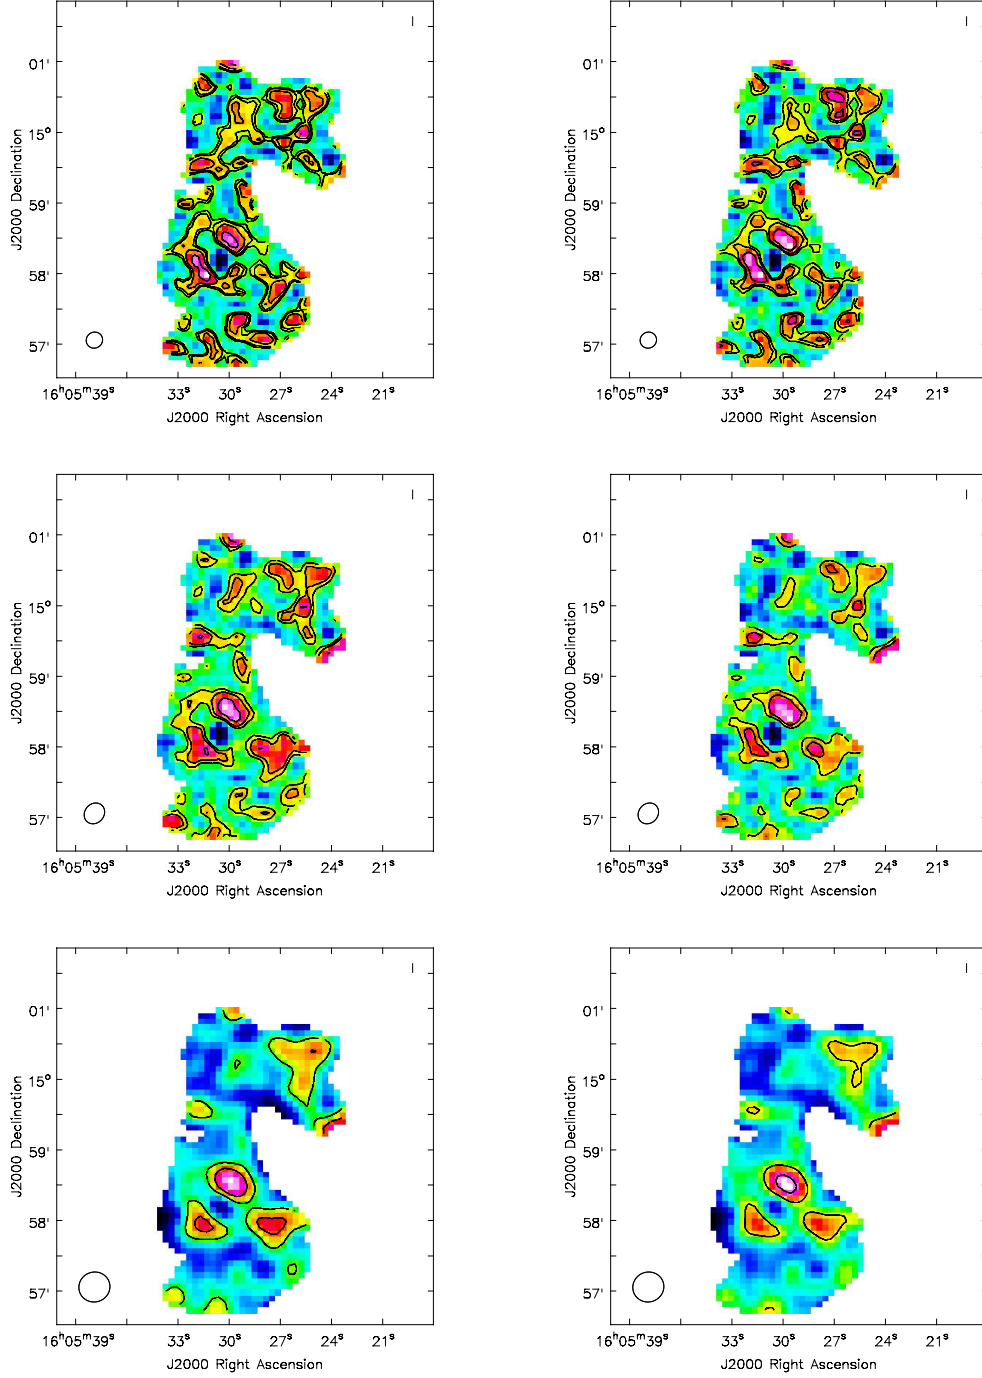 01'
15°
59'
58'
57'
J2000 Declination
16ʰ05ᵐ39ˢ 33ˢ 30ˢ 27ˢ 24ˢ 21ˢ
J2000 Right Ascension
I
01'
15°
59'
58'
57'
J2000 Declination
16ʰ05ᵐ39ˢ 33ˢ 30ˢ 27ˢ 24ˢ
J2000 Right Ascension
I
01'
15°
59'
58'
57'
J2000 Declination
16ʰ05ᵐ39ˢ 33ˢ 30ˢ 27ˢ 24ˢ 21ˢ
J2000 Right Ascension
I
01'
15°
59'
58'
57'
J2000 Declination
16ʰ05ᵐ39ˢ 33ˢ 30ˢ 27ˢ 24ˢ
J2000 Right Ascension
I
01'
15°
59'
58'
57'
J2000 Declination
16ʰ05ᵐ39ˢ 33ˢ 30ˢ 27ˢ 24ˢ 21ˢ
J2000 Right Ascension
I
01'
15°
59'
58'
57'
J2000 Declination
16ʰ05ᵐ39ˢ 33ˢ 30ˢ 27ˢ 24ˢ
J2000 Right Ascension
I